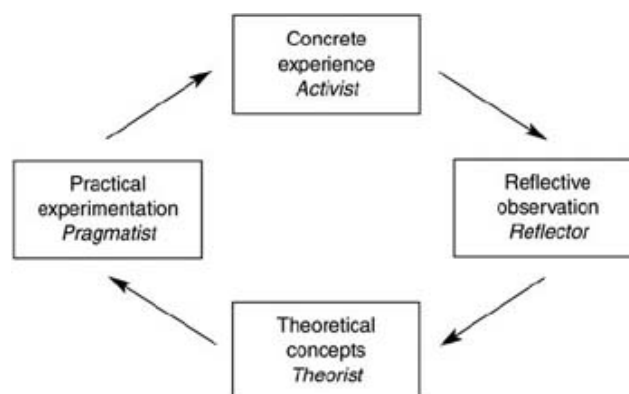 Concrete
experience
Activist
Practical
experimentation
Pragmatist
Reflective
observation
Reflector
Theoretical
concepts
Theorist